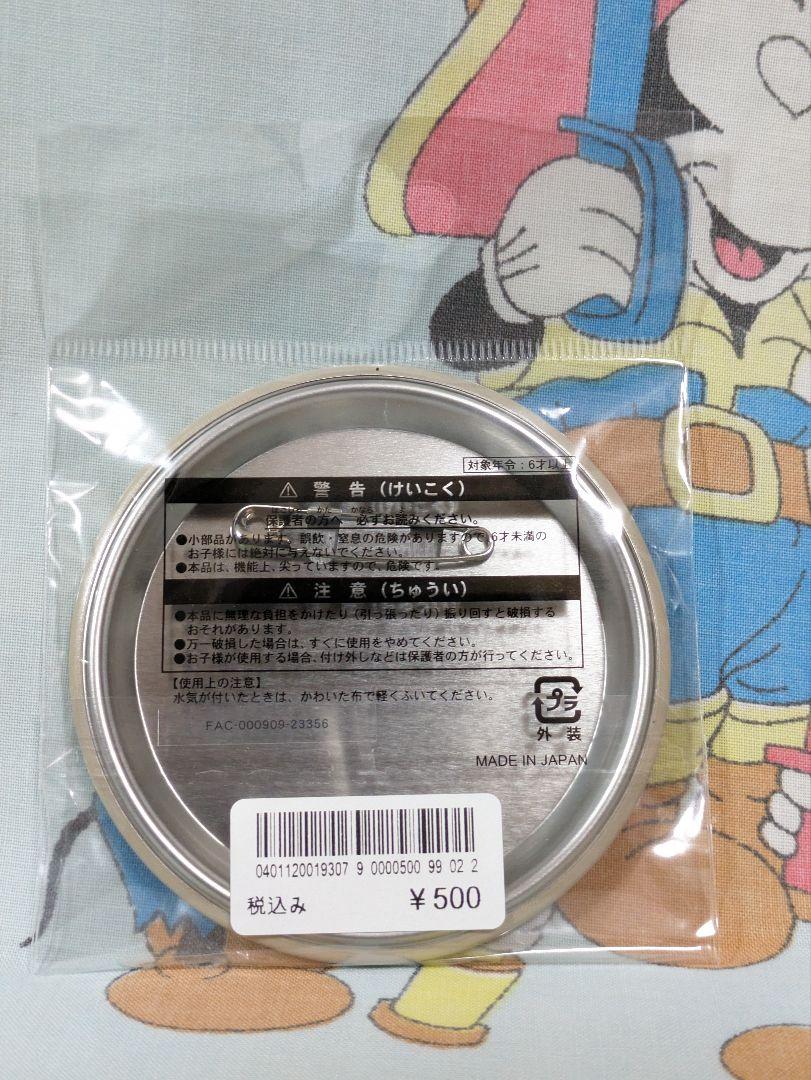 対象年令：6才以上
⚠ 警 告（けいこく）
保護者の方へ 必ずお読みください。
●小部品があります。誤飲・窒息の危険がありますので、6才未満の
お子様には絶対に与えないでください。
●本品は、機能上、尖っていますので、危険です。
⚠ 注 意（ちゅうい）
●本品に無理な負担をかけたり（引っ張ったり）振り回すと破損する
おそれがあります。
●万一破損した場合は、すぐに使用をやめてください。
●お子様が使用する場合、付け外しなどは保護者の方が行ってください。
【使用上の注意】
水気が付いたときは、かわいた布で軽くふいてください。
FAC-000909-23356
プラ
外 装
MADE IN JAPAN
0401120019307 9 0000500 99 02 2
税込み ¥500